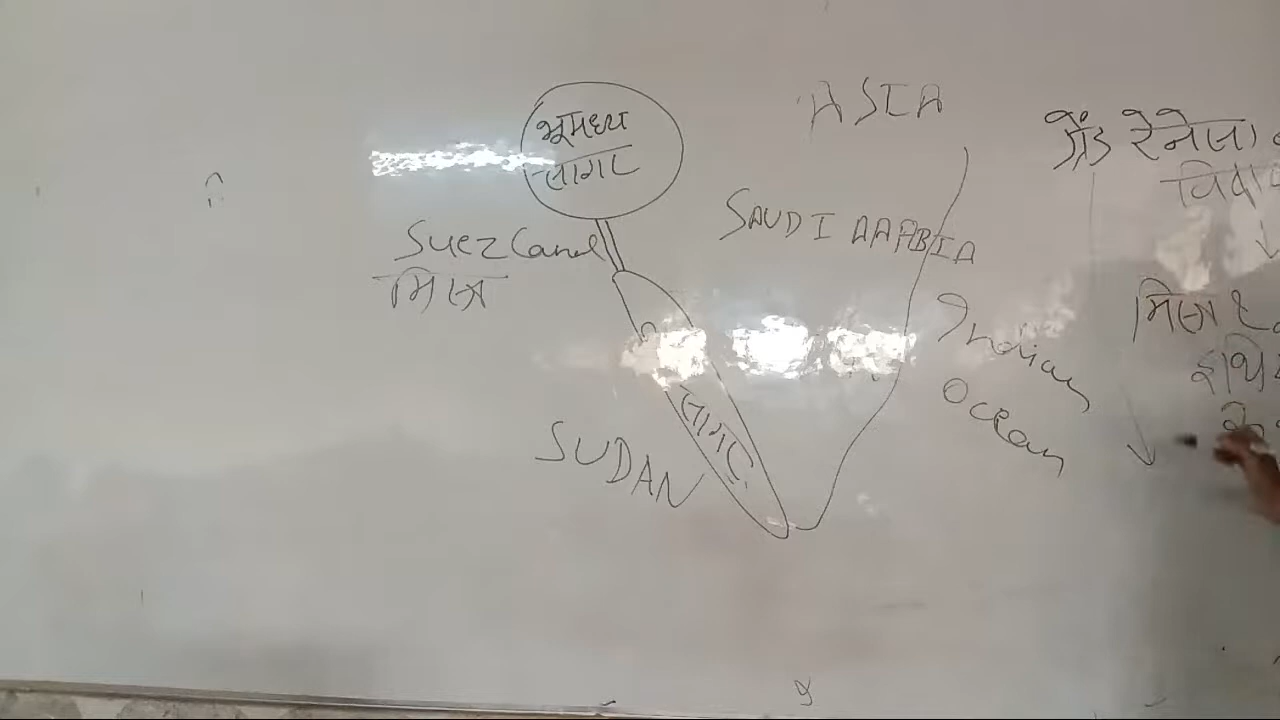 भूमध्य
सागर
ASIA
SAUDI AARBIA
Suez Canal
मिस्र
सागर
SUDAN
Indian
Ocean
ग्रैंड रेनेसा
मिस्र